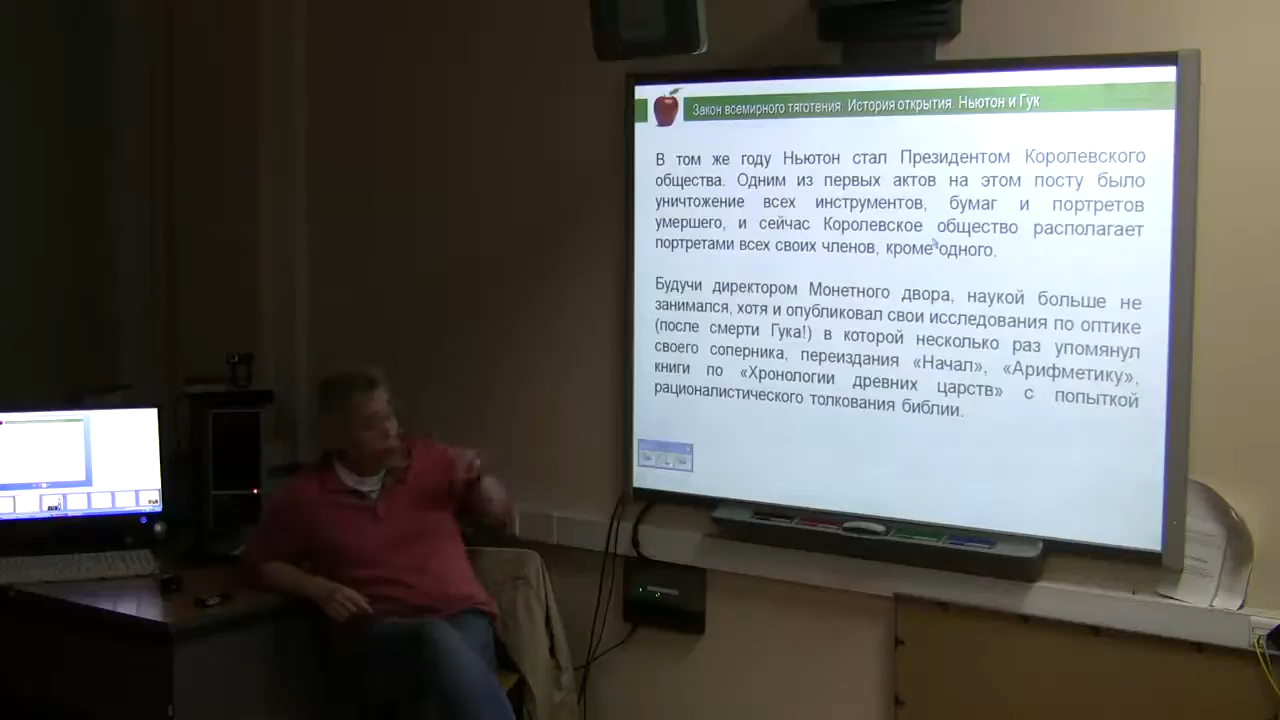 Закон всемирного тяготения. История открытия. Ньютон и Гук
В том же году Ньютон стал Президентом Королевского
общества. Одним из первых актов на этом посту было
уничтожение всех инструментов, бумаг и портретов
умершего, и сейчас Королевское общество располагает
портретами всех своих членов, кроме одного.
Будучи директором Монетного двора, наукой больше не
занимался, хотя и опубликовал свои исследования по оптике
(после смерти Гука!) в которой несколько раз упомянул
своего соперника, переиздания «Начал», «Арифметику»,
книги по «Хронологии древних царств» с попыткой
рационалистического толкования библии.